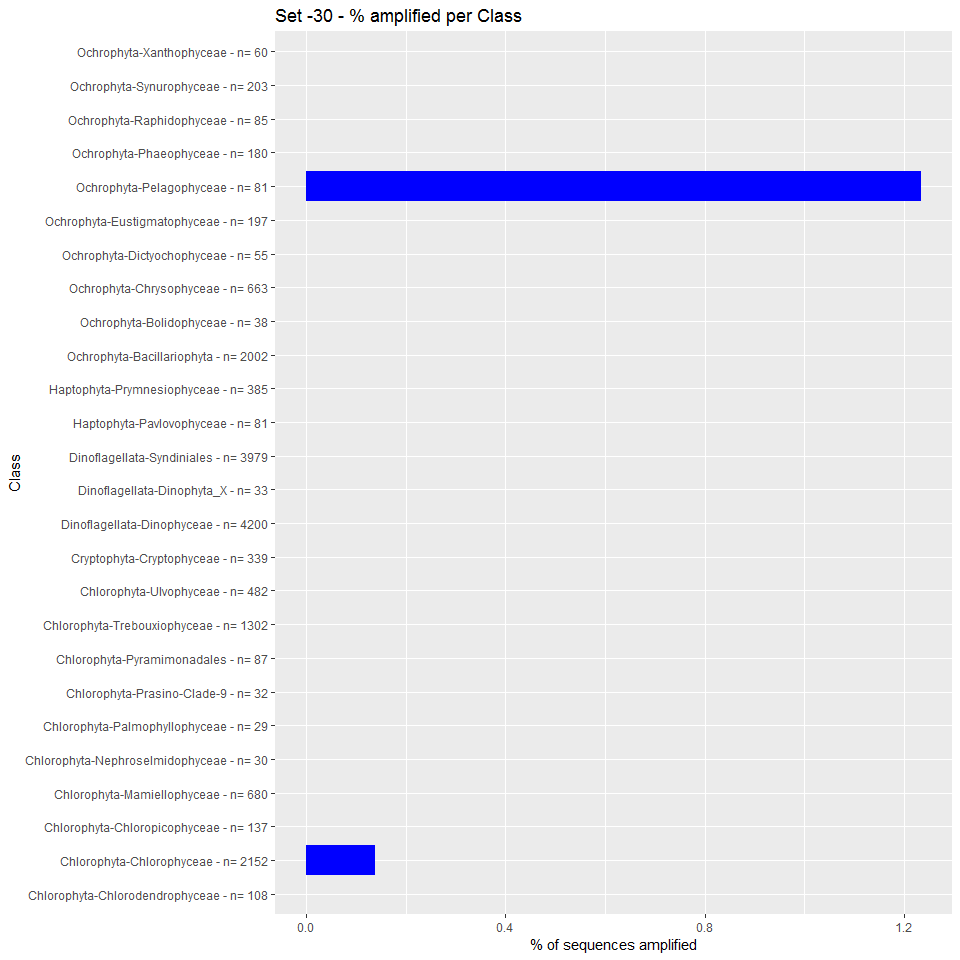 Set -30 - % amplified per Class
Ochrophyta-Xanthophyceae - n= 60
Ochrophyta-Synurophyceae - n= 203
Ochrophyta-Raphidophyceae - n= 85
Ochrophyta-Phaeophyceae - n= 180
Ochrophyta-Pelagophyceae - n= 81
Ochrophyta-Eustigmatophyceae - n= 197
Ochrophyta-Dictyochophyceae - n= 55
Ochrophyta-Chrysophyceae - n= 663
Ochrophyta-Bolidophyceae - n= 38
Ochrophyta-Bacillariophyta - n= 2002
Haptophyta-Prymnesiophyceae - n= 385
Haptophyta-Pavlovophyceae - n= 81
Dinoflagellata-Syndiniales - n= 3979
Dinoflagellata-Dinophyta_X - n= 33
Dinoflagellata-Dinophyceae - n= 4200
Cryptophyta-Cryptophyceae - n= 339
Chlorophyta-Ulvophyceae - n= 482
Chlorophyta-Trebouxiophyceae - n= 1302
Chlorophyta-Pyramimonadales - n= 87
Chlorophyta-Prasino-Clade-9 - n= 32
Chlorophyta-Palmophyllophyceae - n= 29
Chlorophyta-Nephroselmidophyceae - n= 30
Chlorophyta-Mamiellophyceae - n= 680
Chlorophyta-Chloropicophyceae - n= 137
Chlorophyta-Chlorophyceae - n= 2152
Chlorophyta-Chlorodendrophyceae - n= 108
Class
0.0 0.4 0.8 1.2
% of sequences amplified